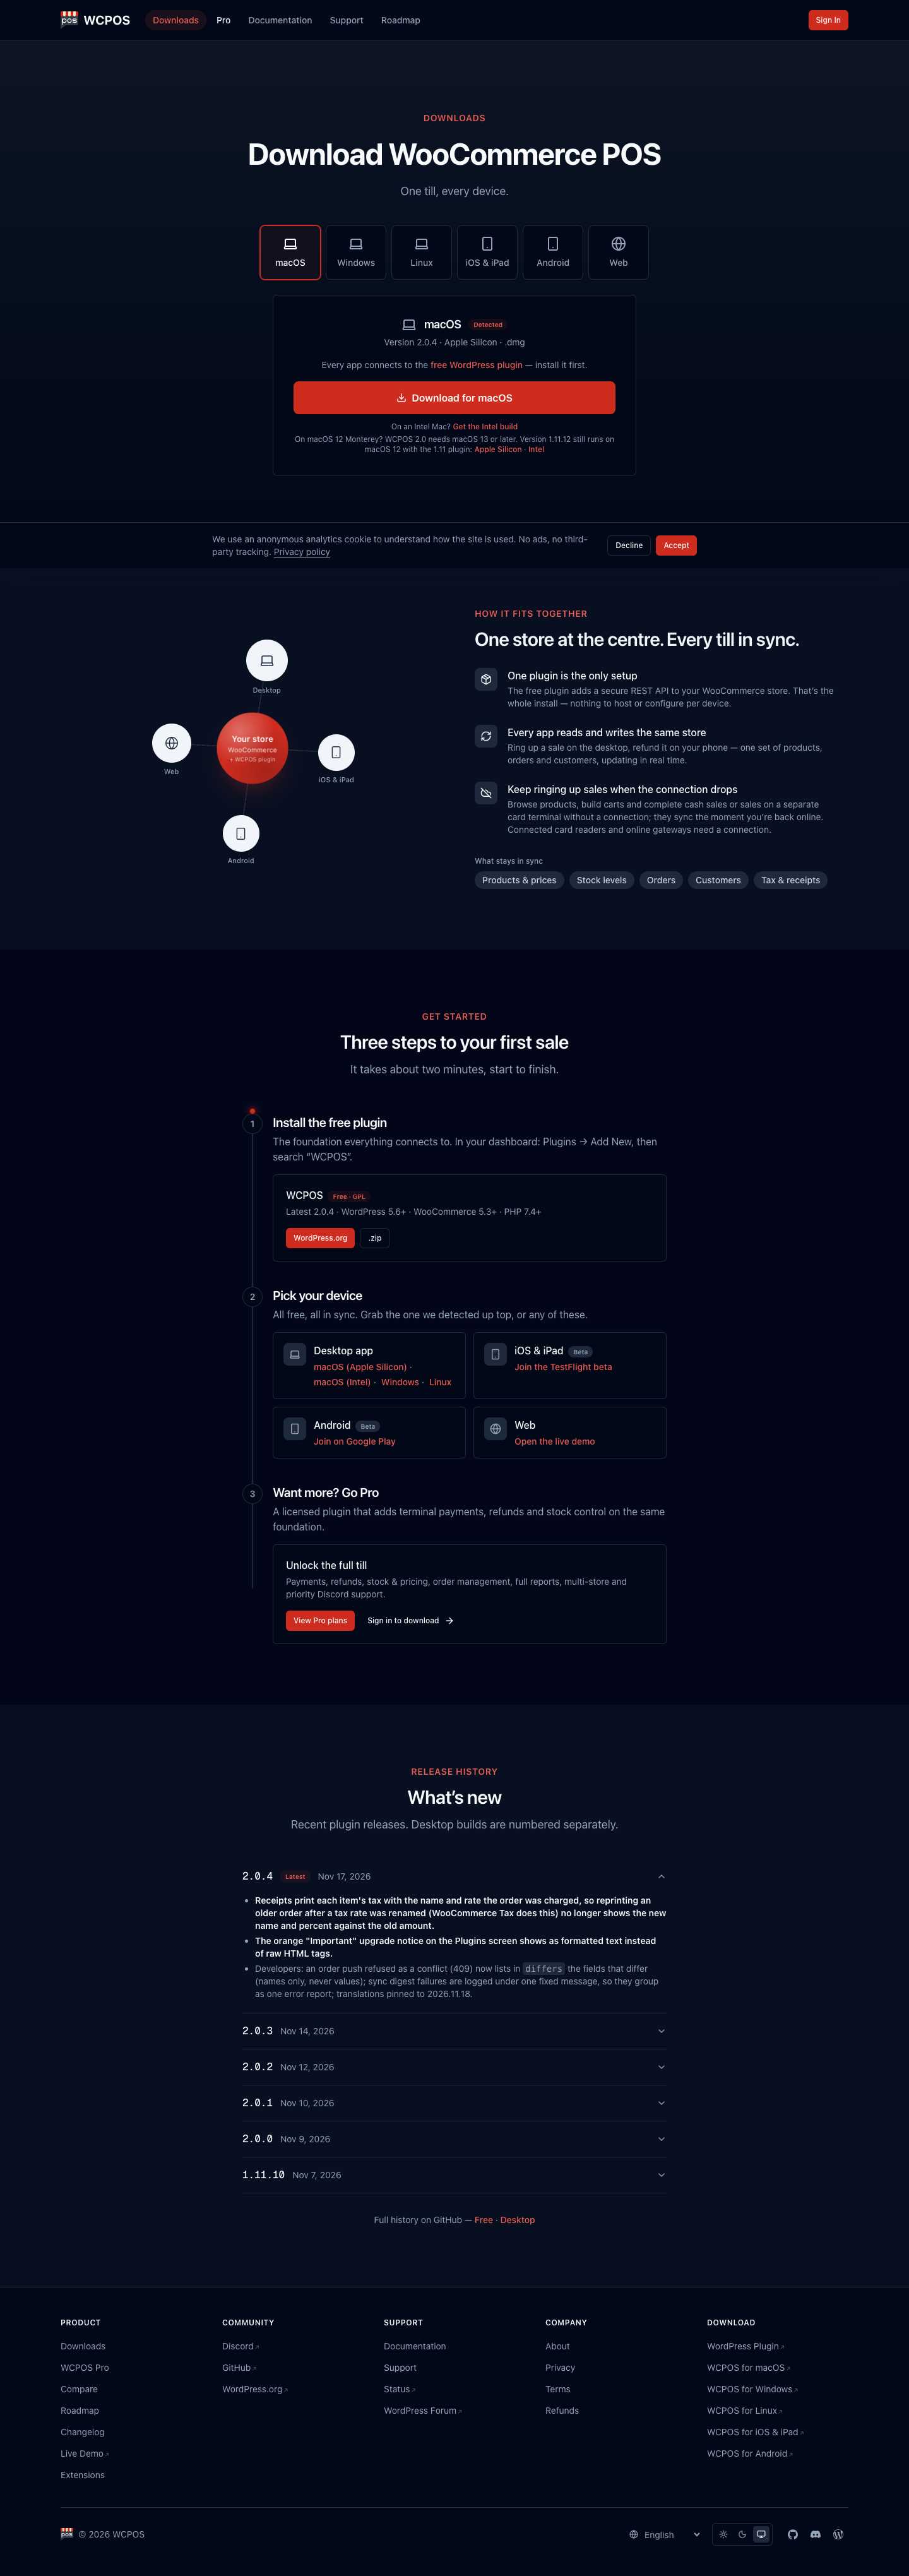 pos WCPOS Downloads Pro Documentation Support Roadmap Sign In
DOWNLOADS
Download WooCommerce POS
One till, every device.
macOS Windows Linux iOS & iPad Android Web
macOS Detected
Version 2.0.4 · Apple Silicon · .dmg
Every app connects to the free WordPress plugin — install it first.
Download for macOS
On an Intel Mac? Get the Intel build
On macOS 12 Monterey? WCPOS 2.0 needs macOS 13 or later. Version 1.11.12 still runs on
macOS 12 with the 1.11 plugin: Apple Silicon · Intel
We use an anonymous analytics cookie to understand how the site is used. No ads, no third-
party tracking. Privacy policy
Decline Accept
Desktop
Your store
WooCommerce
+ WCPOS plugin
Web
iOS & iPad
Android
HOW IT FITS TOGETHER
One store at the centre. Every till in sync.
One plugin is the only setup
The free plugin adds a secure REST API to your WooCommerce store. That's the
whole install — nothing to host or configure per device.
Every app reads and writes the same store
Ring up a sale on the desktop, refund it on your phone — one set of products,
orders and customers, updating in real time.
Keep ringing up sales when the connection drops
Browse products, build carts and complete cash sales or sales on a separate
card terminal without a connection; they sync the moment you're back online.
Connected card readers and online gateways need a connection.
What stays in sync
Products & prices Stock levels Orders Customers Tax & receipts
GET STARTED
Three steps to your first sale
It takes about two minutes, start to finish.
1
Install the free plugin
The foundation everything connects to. In your dashboard: Plugins → Add New, then
search “WCPOS”.
WCPOS Free · GPL
Latest 2.0.4 · WordPress 5.6+ · WooCommerce 5.3+ · PHP 7.4+
WordPress.org .zip
2
Pick your device
All free, all in sync. Grab the one we detected up top, or any of these.
Desktop app
macOS (Apple Silicon) ·
macOS (Intel) · Windows · Linux
iOS & iPad Beta
Join the TestFlight beta
Android Beta
Join on Google Play
Web
Open the live demo
3
Want more? Go Pro
A licensed plugin that adds terminal payments, refunds and stock control on the same
foundation.
Unlock the full till
Payments, refunds, stock & pricing, order management, full reports, multi-store and
priority Discord support.
View Pro plans Sign in to download →
RELEASE HISTORY
What's new
Recent plugin releases. Desktop builds are numbered separately.
2.0.4 Latest Nov 17, 2026
• Receipts print each item's tax with the name and rate the order was charged, so reprinting an
older order after a tax rate was renamed (WooCommerce Tax does this) no longer shows the new
name and percent against the old amount.
• The orange "Important" upgrade notice on the Plugins screen shows as formatted text instead
of raw HTML tags.
• Developers: an order push refused as a conflict (409) now lists in differs the fields that differ
(names only, never values); sync digest failures are logged under one fixed message, so they group
as one error report; translations pinned to 2026.11.18.
2.0.3 Nov 14, 2026
2.0.2 Nov 12, 2026
2.0.1 Nov 10, 2026
2.0.0 Nov 9, 2026
1.11.10 Nov 7, 2026
Full history on GitHub — Free · Desktop
PRODUCT
Downloads
WCPOS Pro
Compare
Roadmap
Changelog
Live Demo ↗
Extensions
COMMUNITY
Discord ↗
GitHub ↗
WordPress.org ↗
SUPPORT
Documentation
Support
Status ↗
WordPress Forum ↗
COMPANY
About
Privacy
Terms
Refunds
DOWNLOAD
WordPress Plugin ↗
WCPOS for macOS ↗
WCPOS for Windows ↗
WCPOS for Linux ↗
WCPOS for iOS & iPad ↗
WCPOS for Android ↗
pos © 2026 WCPOS English